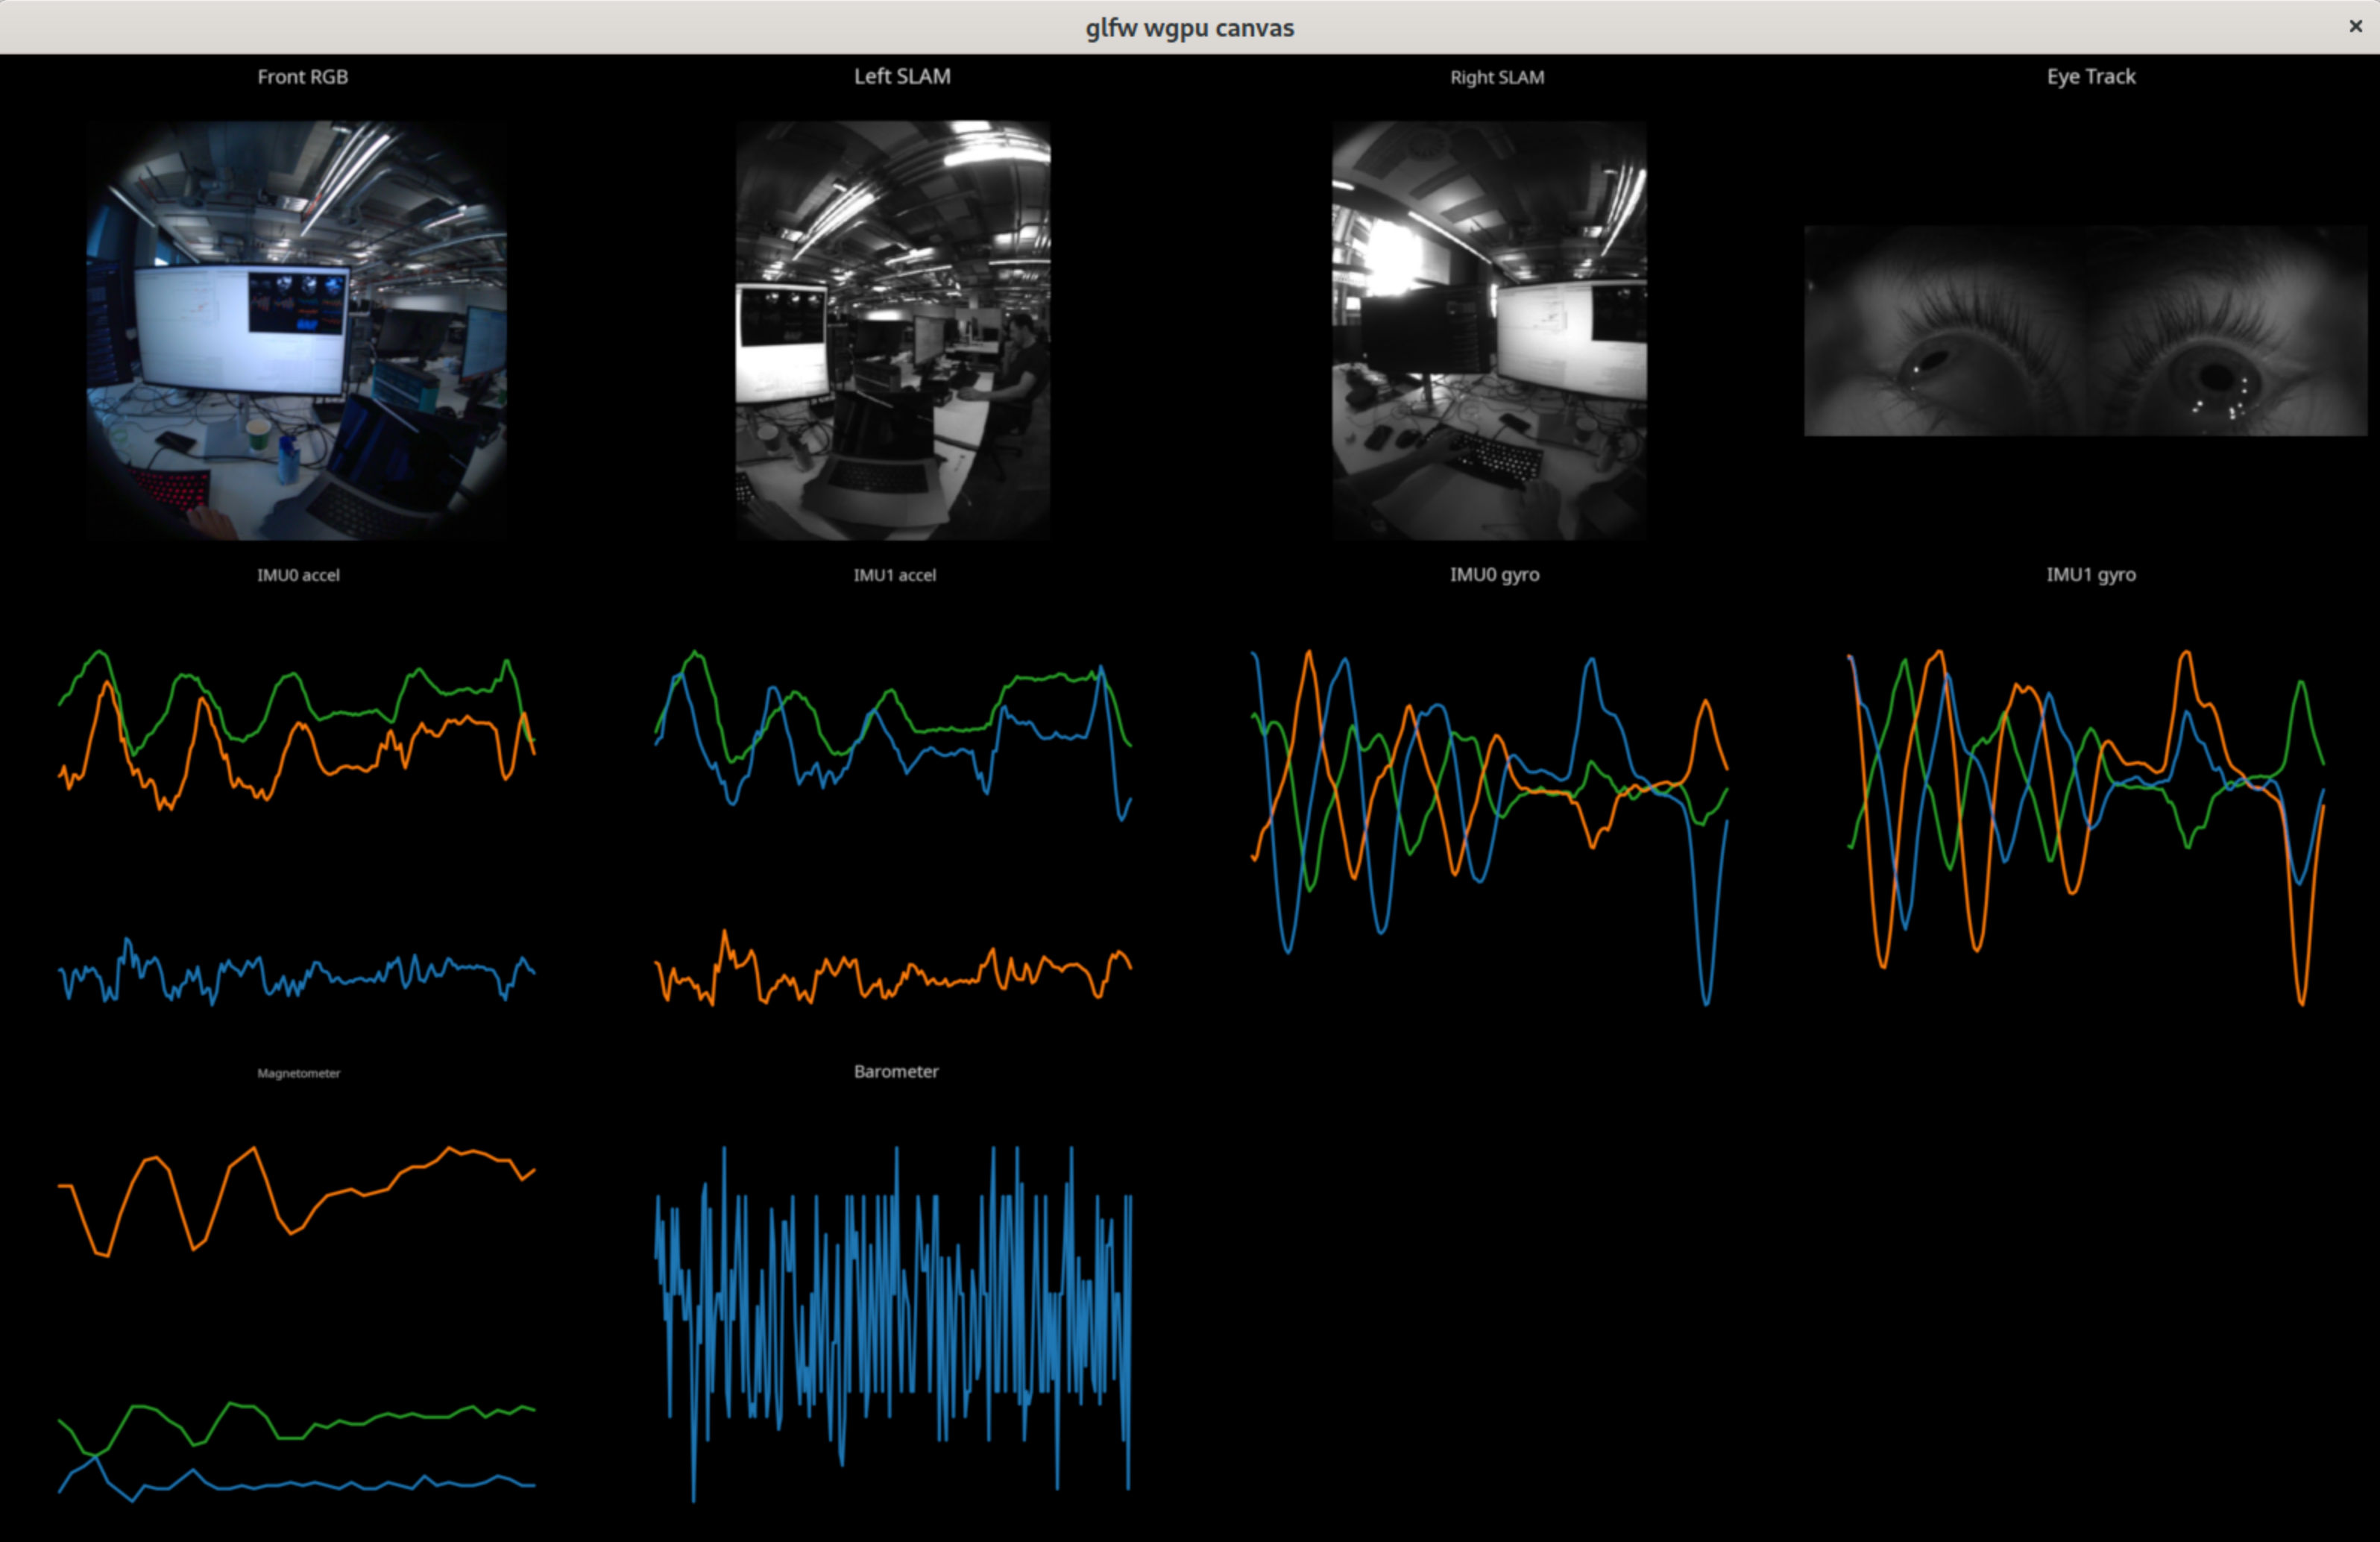 glfw wgpu canvas
Front RGB
Left SLAM
Right SLAM
Eye Track
IMU0 accel
IMU1 accel
IMU0 gyro
IMU1 gyro
Magnetometer
Barometer